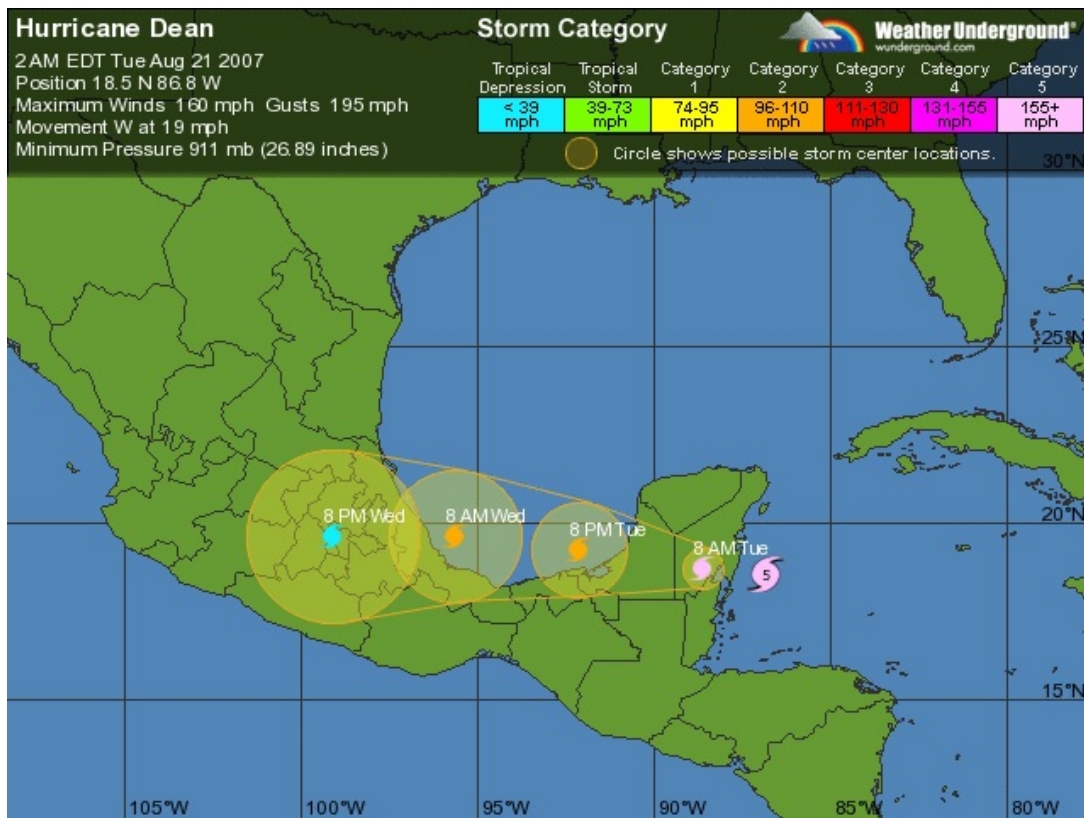 Hurricane Dean
2 AM EDT Tue Aug 21 2007
Position 18.5 N 86.8 W
Maximum Winds 160 mph Gusts 195 mph
Movement W at 19 mph
Minimum Pressure 911 mb (26.89 inches)
Storm Category
Weather Underground®
wunderground.com
Tropical Depression
< 39 mph
Tropical Storm
39-73 mph
Category 1
74-95 mph
Category 2
96-110 mph
Category 3
111-130 mph
Category 4
131-155 mph
Category 5
155+ mph
Circle shows possible storm center locations.
30°N
25°N
20°N
15°N
8 PM Wed
8 AM Wed
8 PM Tue
8 AM Tue
5
105°W
100°W
95°W
90°W
85°W
80°W